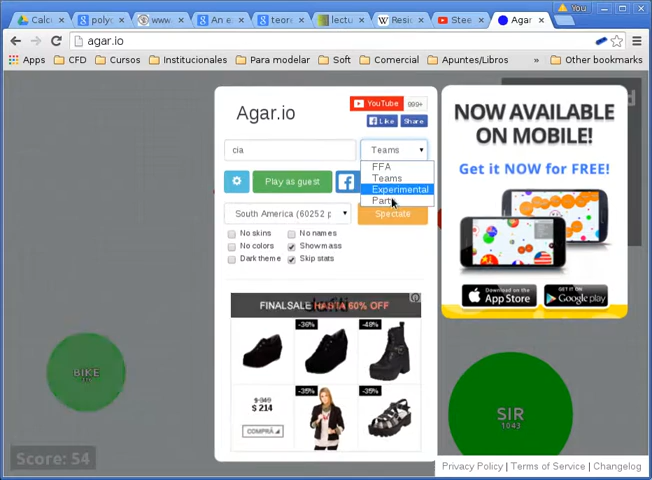 Calc
poly
www.
An e
teore
lectu
Resi
Stee
Agar
You
agar.io
Apps
CFD
Cursos
Institucionales
Para modelar
Soft
Comercial
Apuntes/Libros
»
Other bookmarks
Agar.io
YouTube
999+
Like
Share
cia
Teams
FFA
Teams
Experimental
Party
Play as guest
South America (60252 p
Spectate
No skins
No names
No colors
Show mass
Dark theme
Skip stats
FINALSALE HASTA 60% OFF
dafiti
-36%
-35%
-48%
$ 349
$ 214
COMPRÁ
-35%
-35%
NOW AVAILABLE
ON MOBILE!
Get it NOW for FREE!
Download on the
App Store
GET IT ON
Google play
BIKE
SIR
1043
Score: 54
Privacy Policy | Terms of Service | Changelog